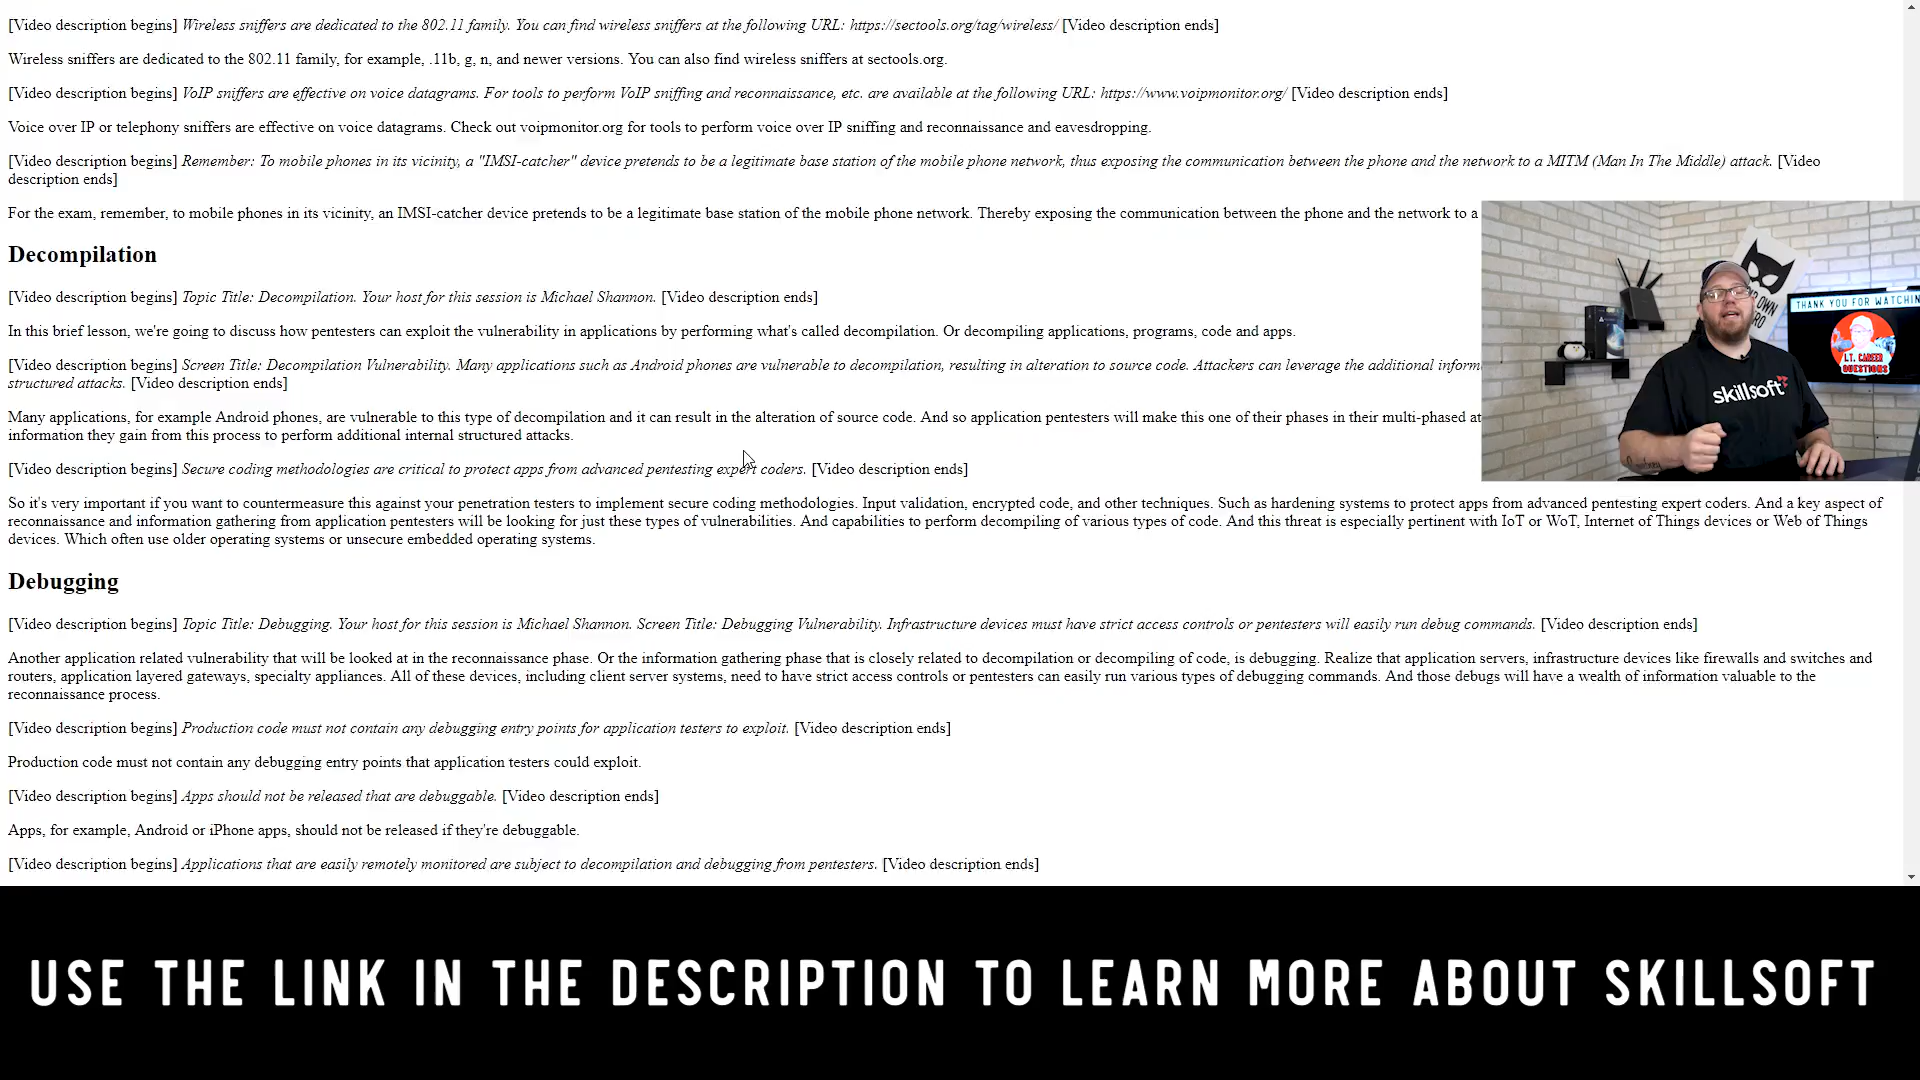 [Video description begins] Wireless sniffers are dedicated to the 802.11 family. You can find wireless sniffers at the following URL: https://sectools.org/tag/wireless/ [Video description ends]
Wireless sniffers are dedicated to the 802.11 family, for example, .11b, g, n, and newer versions. You can also find wireless sniffers at sectools.org.
[Video description begins] VoIP sniffers are effective on voice datagrams. For tools to perform VoIP sniffing and reconnaissance, etc. are available at the following URL: https://www.voipmonitor.org/ [Video description ends]
Voice over IP or telephony sniffers are effective on voice datagrams. Check out voipmonitor.org for tools to perform voice over IP sniffing and reconnaissance and eavesdropping.
[Video description begins] Remember: To mobile phones in its vicinity, a "IMSI-catcher" device pretends to be a legitimate base station of the mobile phone network, thus exposing the communication between the phone and the network to a MITM (Man In The Middle) attack. [Video
description ends]
For the exam, remember, to mobile phones in its vicinity, an IMSI-catcher device pretends to be a legitimate base station of the mobile phone network. Thereby exposing the communication between the phone and the network to a
Decompilation
[Video description begins] Topic Title: Decompilation. Your host for this session is Michael Shannon. [Video description ends]
In this brief lesson, we're going to discuss how pentesters can exploit the vulnerability in applications by performing what's called decompilation. Or decompiling applications, programs, code and apps.
[Video description begins] Screen Title: Decompilation Vulnerability. Many applications such as Android phones are vulnerable to decompilation, resulting in alteration to source code. Attackers can leverage the additional inform
structured attacks. [Video description ends]
Many applications, for example Android phones, are vulnerable to this type of decompilation and it can result in the alteration of source code. And so application pentesters will make this one of their phases in their multi-phased at
information they gain from this process to perform additional internal structured attacks.
[Video description begins] Secure coding methodologies are critical to protect apps from advanced pentesting expert coders. [Video description ends]
So it's very important if you want to countermeasure this against your penetration testers to implement secure coding methodologies. Input validation, encrypted code, and other techniques. Such as hardening systems to protect apps from advanced pentesting expert coders. And a key aspect of
reconnaissance and information gathering from application pentesters will be looking for just these types of vulnerabilities. And capabilities to perform decompiling of various types of code. And this threat is especially pertinent with IoT or WoT, Internet of Things devices or Web of Things
devices. Which often use older operating systems or unsecure embedded operating systems.
Debugging
[Video description begins] Topic Title: Debugging. Your host for this session is Michael Shannon. Screen Title: Debugging Vulnerability. Infrastructure devices must have strict access controls or pentesters will easily run debug commands. [Video description ends]
Another application related vulnerability that will be looked at in the reconnaissance phase. Or the information gathering phase that is closely related to decompilation or decompiling of code, is debugging. Realize that application servers, infrastructure devices like firewalls and switches and
routers, application layered gateways, specialty appliances. All of these devices, including client server systems, need to have strict access controls or pentesters can easily run various types of debugging commands. And those debugs will have a wealth of information valuable to the
reconnaissance process.
[Video description begins] Production code must not contain any debugging entry points for application testers to exploit. [Video description ends]
Production code must not contain any debugging entry points that application testers could exploit.
[Video description begins] Apps should not be released that are debuggable. [Video description ends]
Apps, for example, Android or iPhone apps, should not be released if they're debuggable.
[Video description begins] Applications that are easily remotely monitored are subject to decompilation and debugging from pentesters. [Video description ends]
OWN
THANK YOU FOR WATCHIN
I.T. CAREER
QUESTIONS
skillsoft
USE THE LINK IN THE DESCRIPTION TO LEARN MORE ABOUT SKILLSOFT